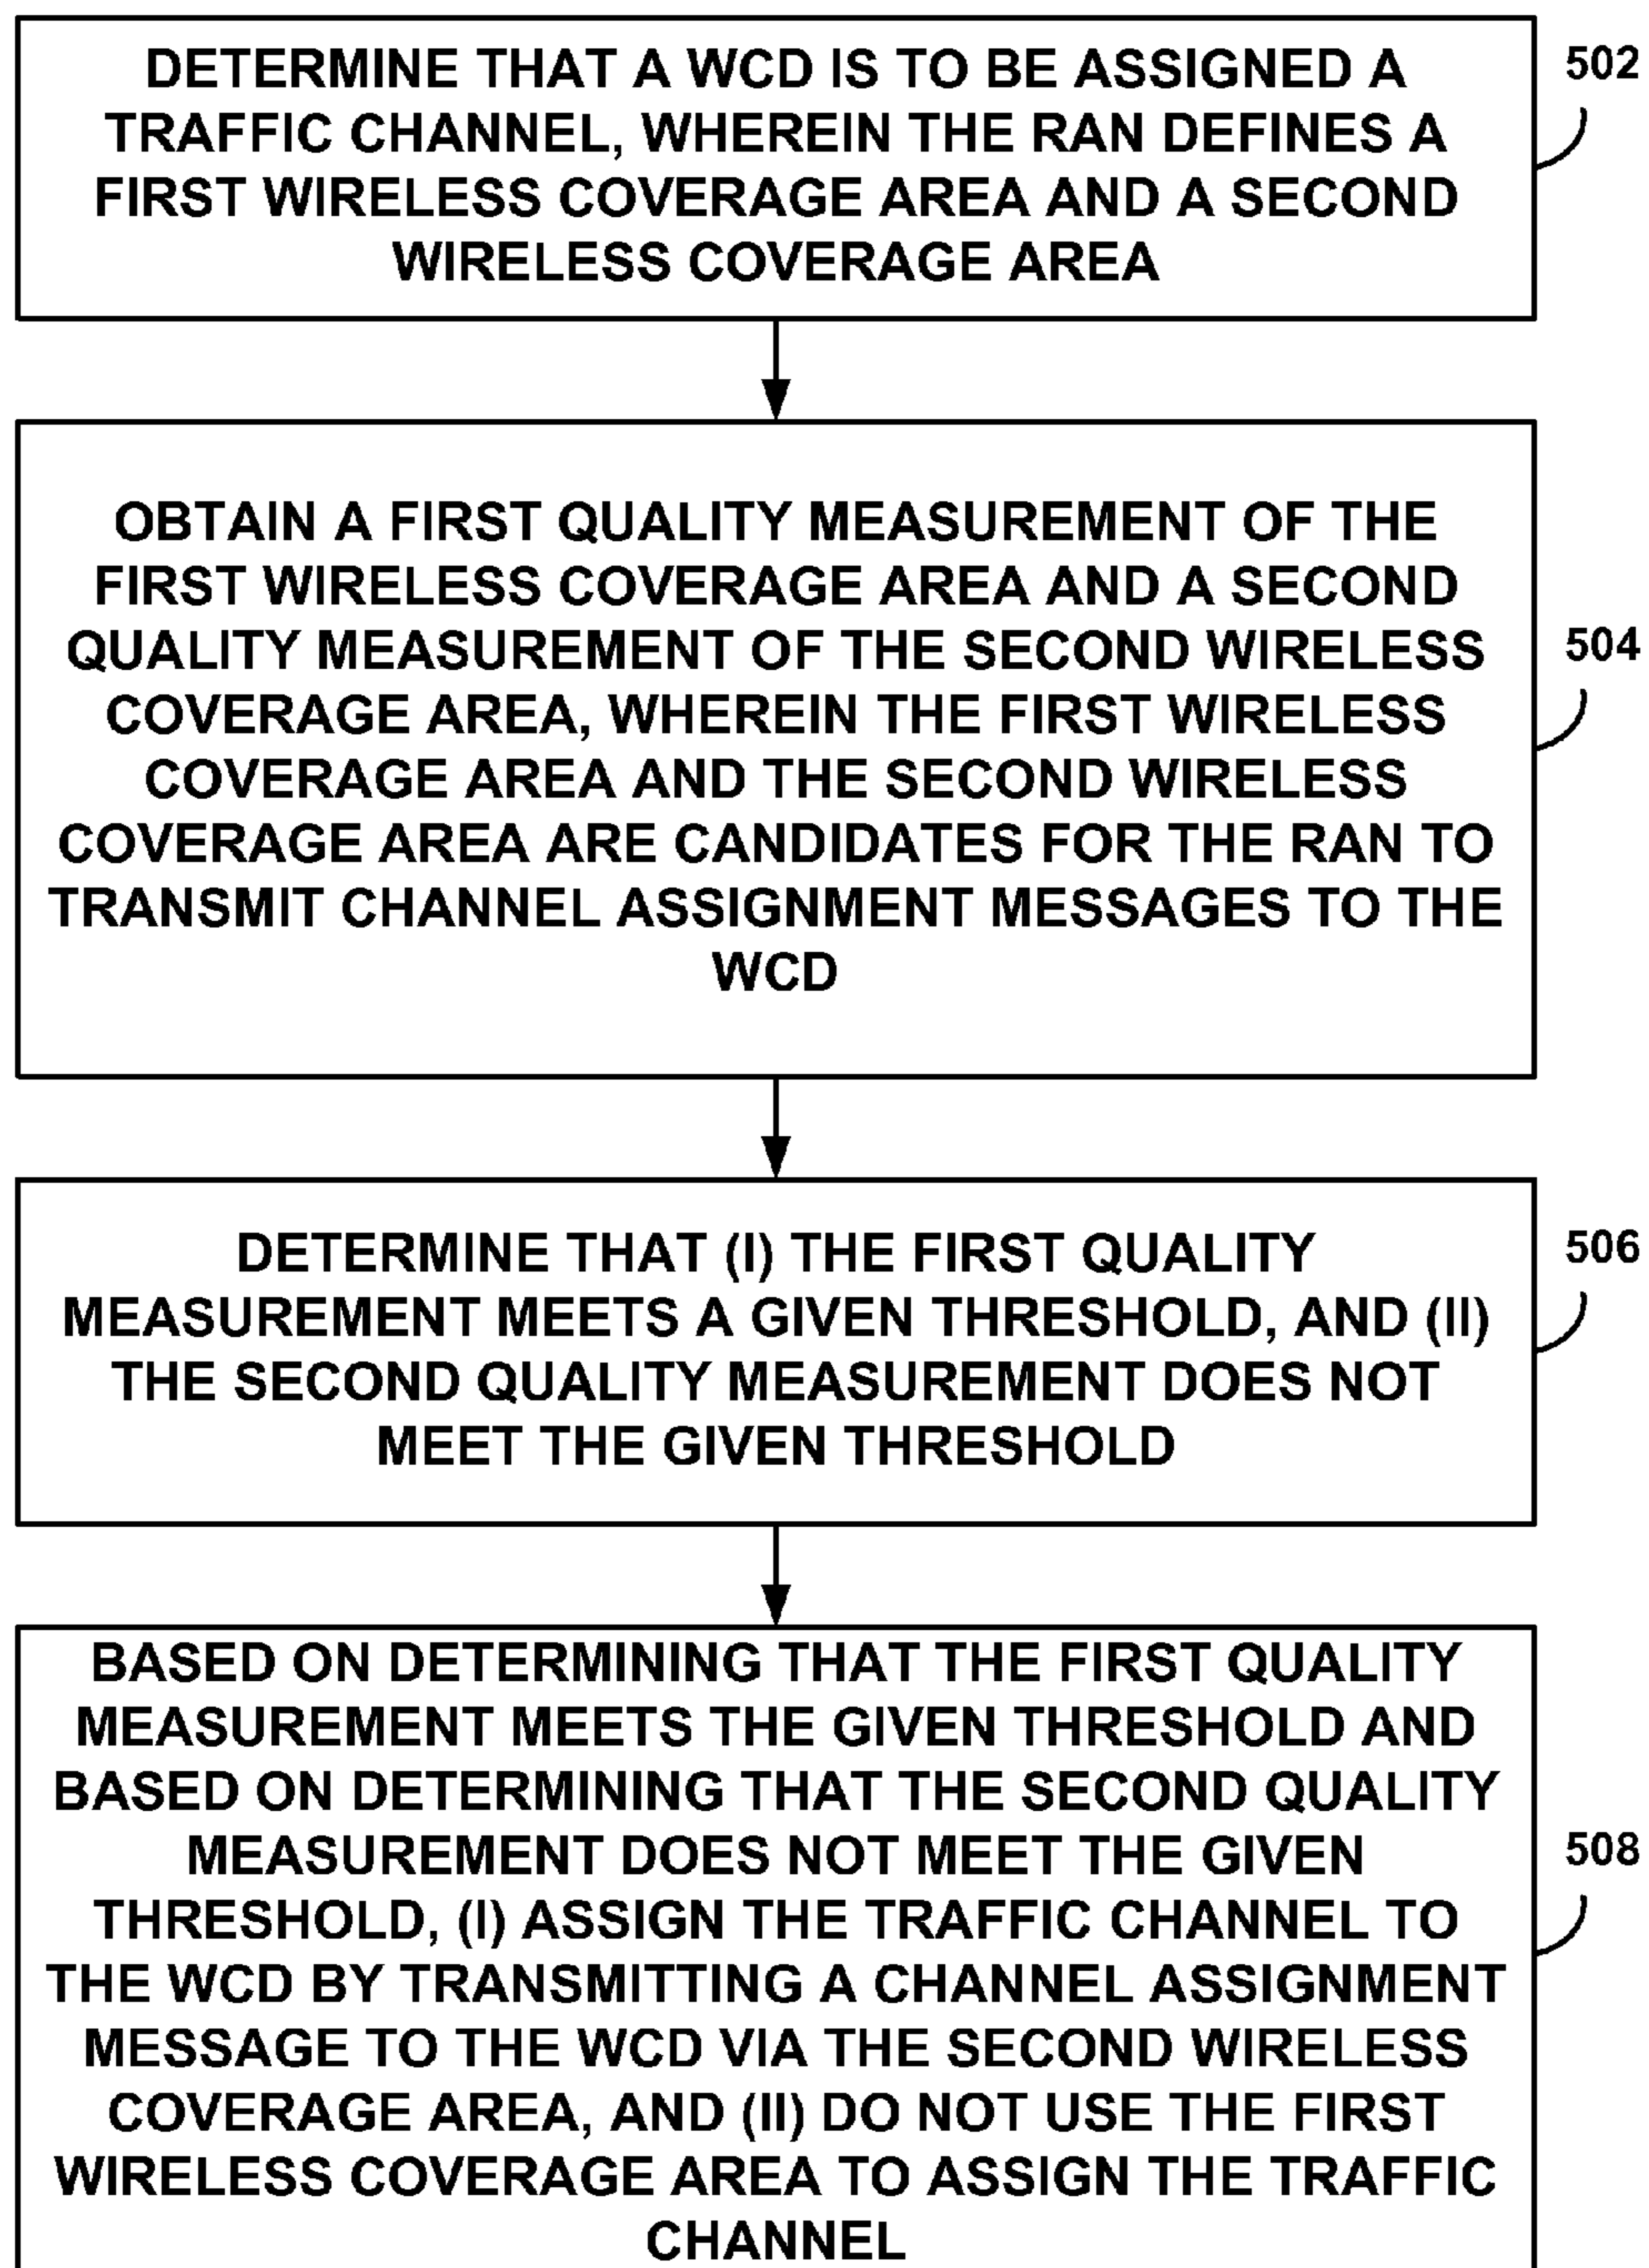 DETERMINE THAT A WCD IS TO BE ASSIGNED A
TRAFFIC CHANNEL, WHEREIN THE RAN DEFINES A
FIRST WIRELESS COVERAGE AREA AND A SECOND
WIRELESS COVERAGE AREA
502
OBTAIN A FIRST QUALITY MEASUREMENT OF THE
FIRST WIRELESS COVERAGE AREA AND A SECOND
QUALITY MEASUREMENT OF THE SECOND WIRELESS
COVERAGE AREA, WHEREIN THE FIRST WIRELESS
COVERAGE AREA AND THE SECOND WIRELESS
COVERAGE AREA ARE CANDIDATES FOR THE RAN TO
TRANSMIT CHANNEL ASSIGNMENT MESSAGES TO THE
WCD
504
DETERMINE THAT (I) THE FIRST QUALITY
MEASUREMENT MEETS A GIVEN THRESHOLD, AND (II)
THE SECOND QUALITY MEASUREMENT DOES NOT
MEET THE GIVEN THRESHOLD
506
BASED ON DETERMINING THAT THE FIRST QUALITY
MEASUREMENT MEETS THE GIVEN THRESHOLD AND
BASED ON DETERMINING THAT THE SECOND QUALITY
MEASUREMENT DOES NOT MEET THE GIVEN
THRESHOLD, (I) ASSIGN THE TRAFFIC CHANNEL TO
THE WCD BY TRANSMITTING A CHANNEL ASSIGNMENT
MESSAGE TO THE WCD VIA THE SECOND WIRELESS
COVERAGE AREA, AND (II) DO NOT USE THE FIRST
WIRELESS COVERAGE AREA TO ASSIGN THE TRAFFIC
CHANNEL
508